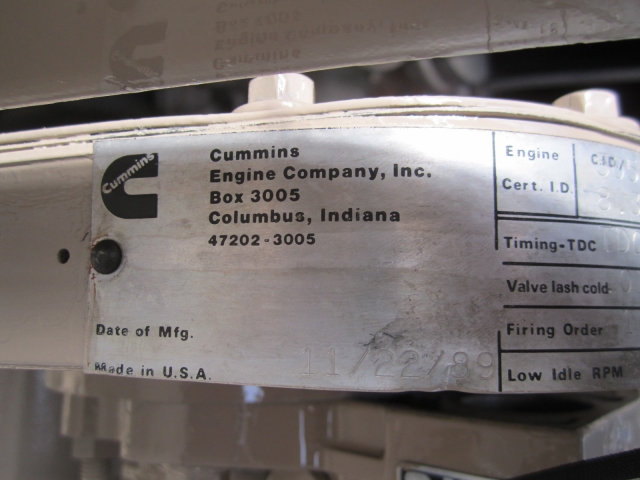 Cummins
Cummins
Engine Company, Inc.
Box 3005
Columbus, Indiana
47202-3005
Date of Mfg.
11/22/89
Made in U.S.A.
Engine
Cert. I.D.
CID/
Timing-TDC
Valve lash cold
Firing Order
Low Idle RPM